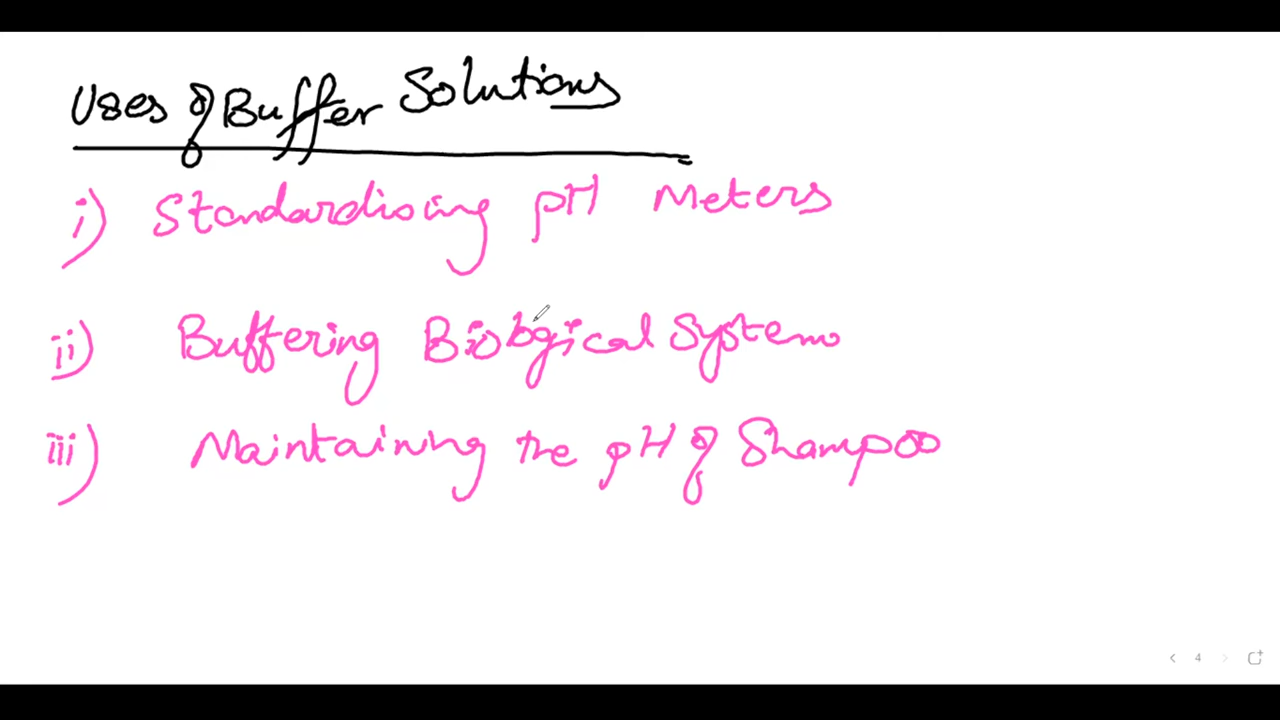 Uses of Buffer Solutions
i) Standardising pH Meters
ii) Buffering Biological Systems
iii) Maintaining the pH of Shampoo
4